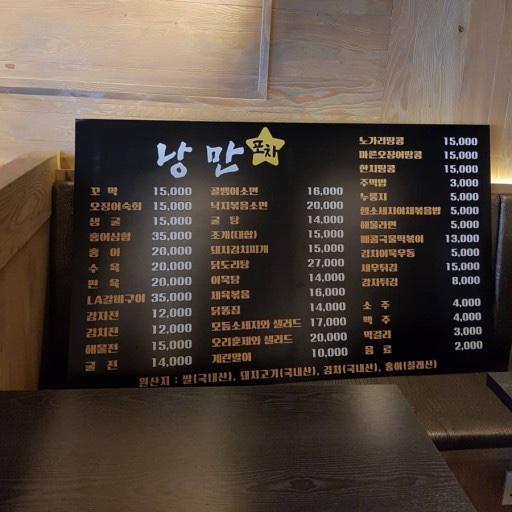 낭만 포차
꼬막 15,000
오징어숙회 15,000
생굴 15,000
홍어삼합 35,000
홍어 20,000
수육 20,000
편육 20,000
LA갈비구이 35,000
감자전 12,000
김치전 12,000
해물전 15,000
굴전 14,000
골뱅이소면 16,000
낙지볶음소면 20,000
굴탕 14,000
조개(대합) 15,000
돼지김치찌개 15,000
닭도리탕 27,000
어묵탕 14,000
제육볶음 16,000
닭똥집 14,000
모듬소세지와 샐러드 17,000
오리훈제와 샐러드 20,000
계란말이 10,000
노가리땅콩 15,000
마른오징어땅콩 15,000
한치땅콩 15,000
주먹밥 3,000
누룽지 5,000
햄소세지야채볶음밥 5,000
해물라면 5,000
매콤국물떡볶이 13,000
김치어묵우동 5,000
새우튀김 15,000
감자튀김 8,000
소주 4,000
맥주 4,000
막걸리 3,000
음료 2,000
원산지 : 쌀(국내산), 돼지고기(국내산), 김치(국내산), 홍어(칠레산)